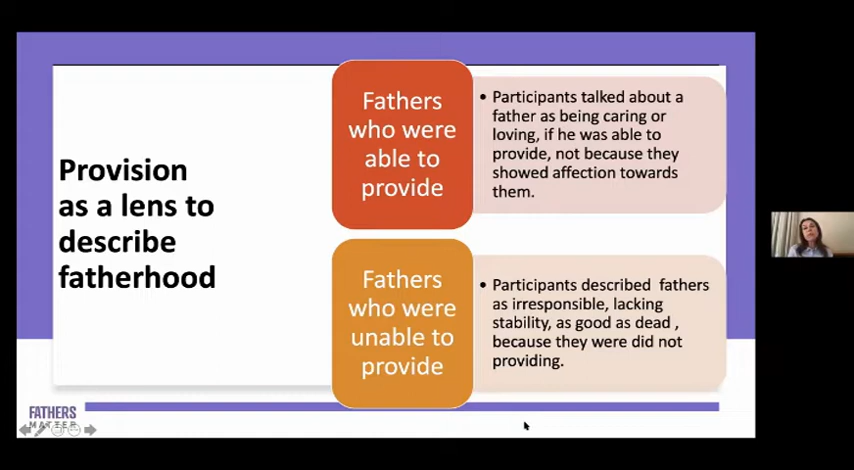 Provision
as a lens to
describe
fatherhood
Fathers
who were
able to
provide
• Participants talked about a
father as being caring or
loving, if he was able to
provide, not because they
showed affection towards
them.
Fathers
who were
unable to
provide
• Participants described fathers
as irresponsible, lacking
stability, as good as dead ,
because they were did not
providing.
FATHERS
MATTER